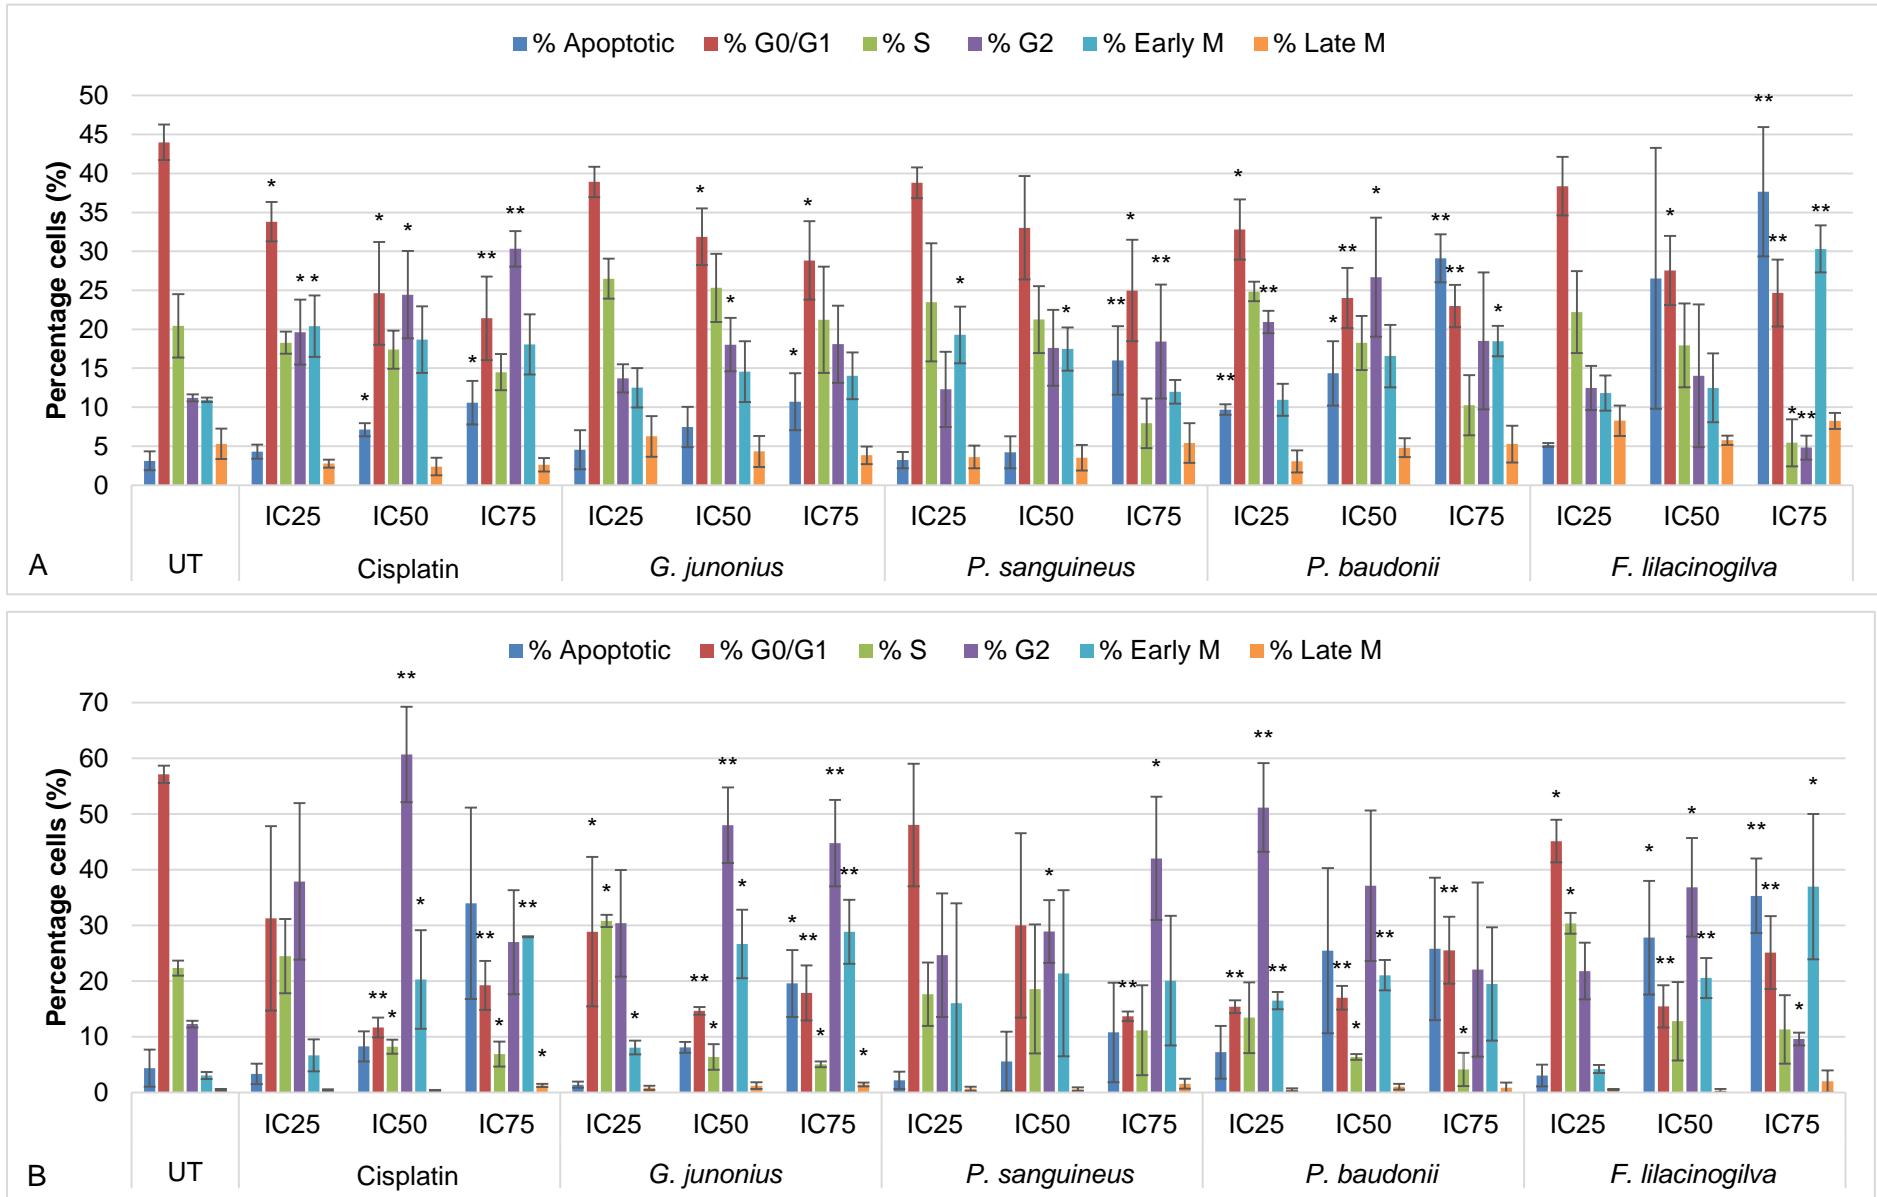 % Apoptotic % G0/G1 % S % G2 % Early M % Late M
Percentage cells (%)
50
45
40
35
30
25
20
15
10
5
0
** 
* * * ** * * * * * ** * ** * ** ** * ** ** * * ** ** * ** **
IC25 IC50 IC75 IC25 IC50 IC75 IC25 IC50 IC75 IC25 IC50 IC75 IC25 IC50 IC75
A UT Cisplatin G. junonius P. sanguineus P. baudonii F. lilacinogilva
% Apoptotic % G0/G1 % S % G2 % Early M % Late M
Percentage cells (%)
70
60
50
40
30
20
10
0
IC25 IC50 IC75 IC25 IC50 IC75 IC25 IC50 IC75 IC25 IC50 IC75 IC25 IC50 IC75
B UT Cisplatin G. junonius P. sanguineus P. baudonii F. lilacinogilva